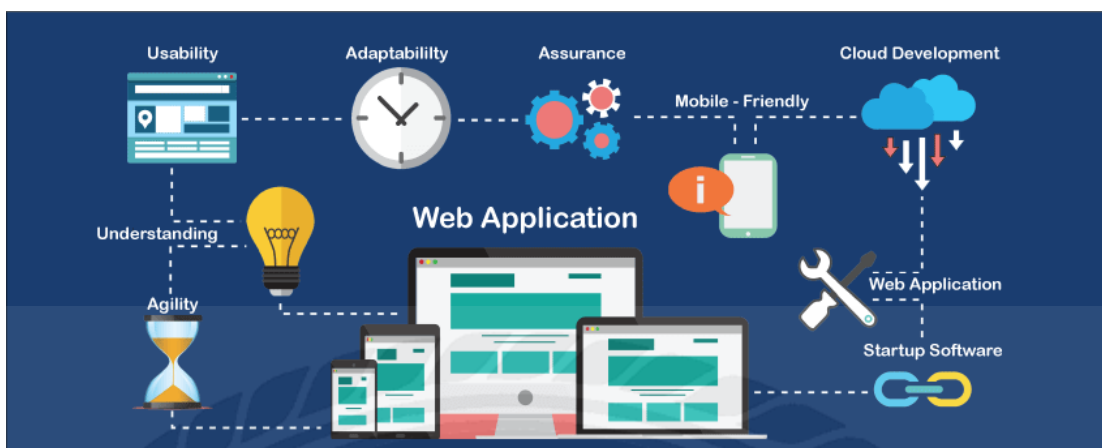 Usability
Adaptabililty
Assurance
Cloud Development
Mobile - Friendly
i
Web Application
Understanding
Web Application
Agility
Startup Software